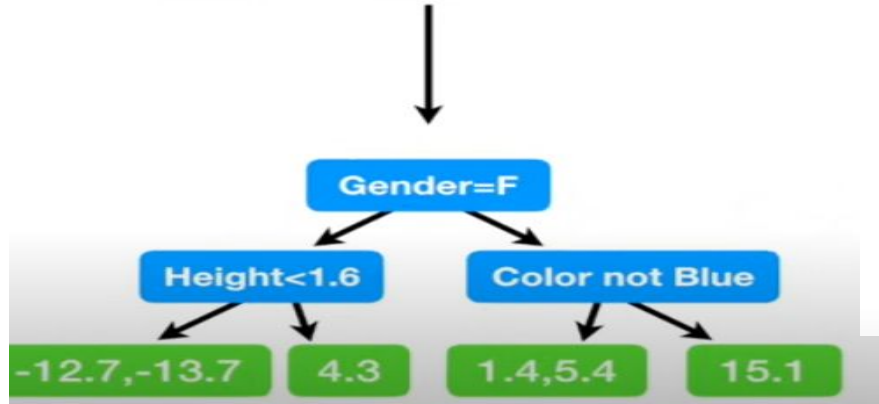 Gender=F
Height<1.6
Color not Blue
-12.7,-13.7
4.3
1.4,5.4
15.1